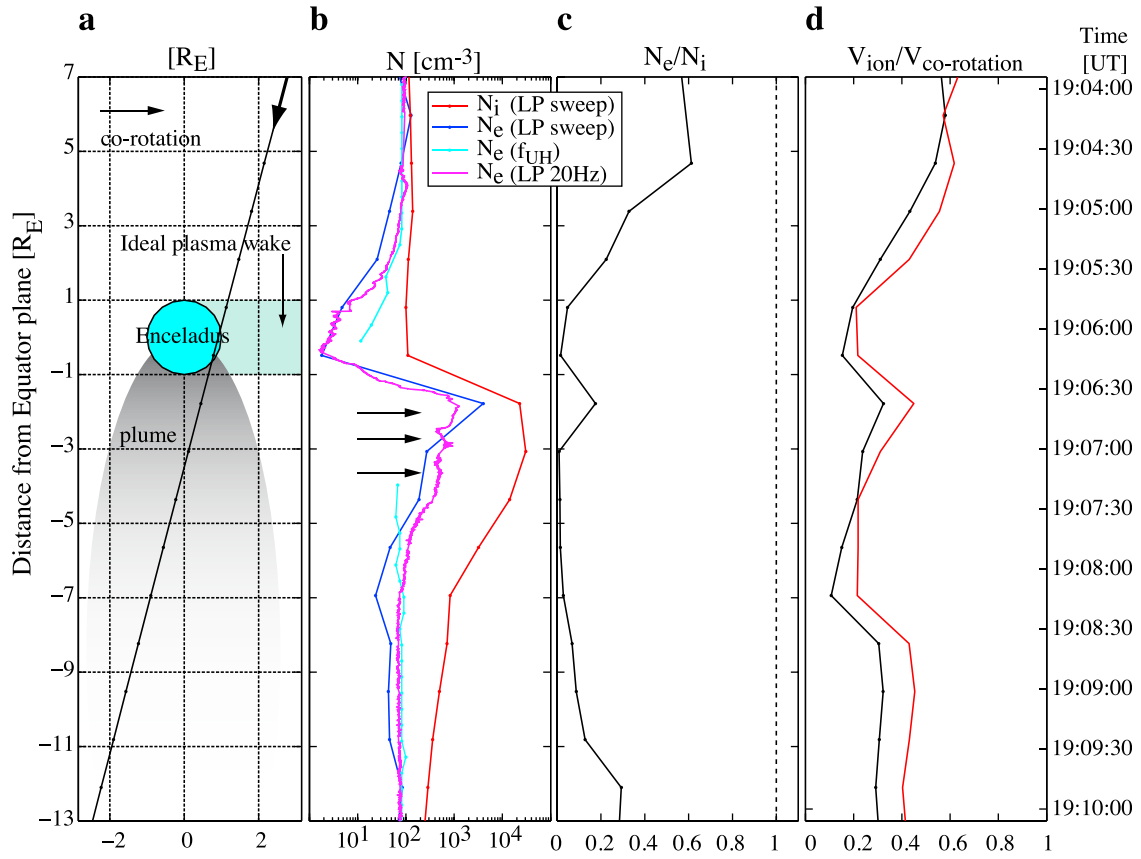 a
b
c
d
[R_E]
N [cm-3]
N_e/N_i
V_ion/V_co-rotation
Time
[UT]
7
5
3
1
−1
−3
−5
−7
−9
−11
−13
Distance from Equator plane [R_E]
co-rotation
Ideal plasma wake
Enceladus
plume
−2
0
2
N_i (LP sweep)
N_e (LP sweep)
N_e (f_UH)
N_e (LP 20Hz)
10^1
10^2
10^3
10^4
0
0.2
0.4
0.6
0.8
1
0
0.2
0.4
0.6
0.8
1
19:04:00
19:04:30
19:05:00
19:05:30
19:06:00
19:06:30
19:07:00
19:07:30
19:08:00
19:08:30
19:09:00
19:09:30
19:10:00